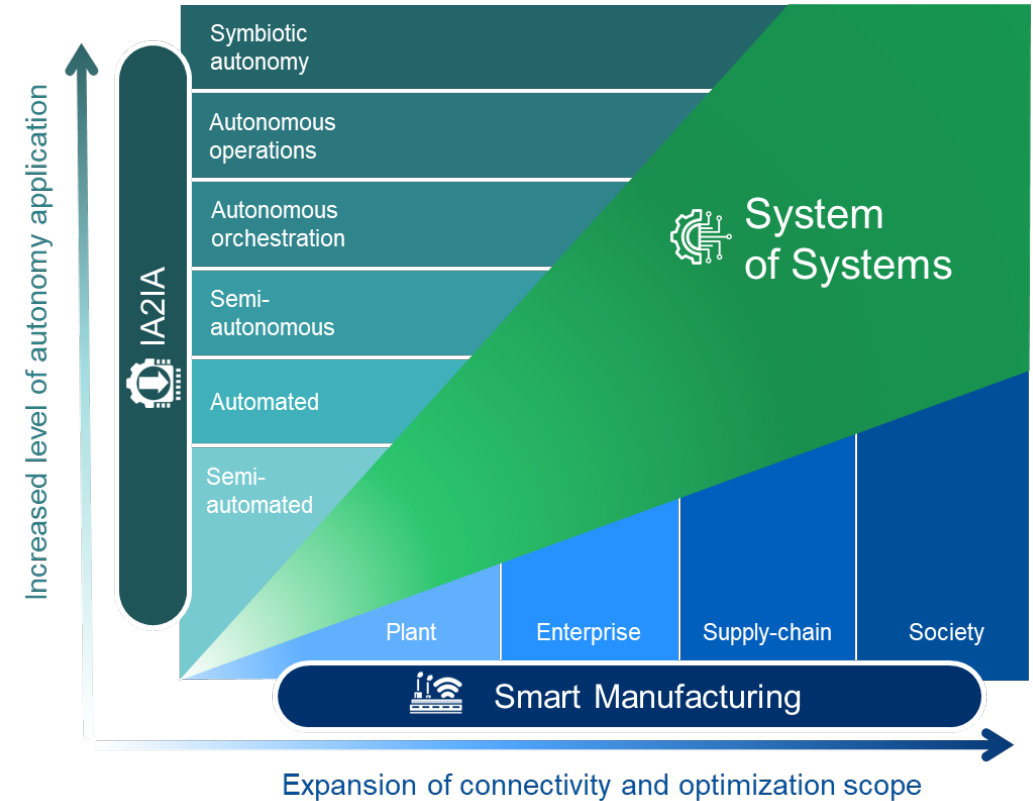 Increased level of autonomy application
IA2IA
Symbiotic
autonomy
Autonomous
operations
Autonomous
orchestration
Semi-
autonomous
Automated
Semi-
automated
System
of Systems
Plant
Enterprise
Supply-chain
Society
Smart Manufacturing
Expansion of connectivity and optimization scope